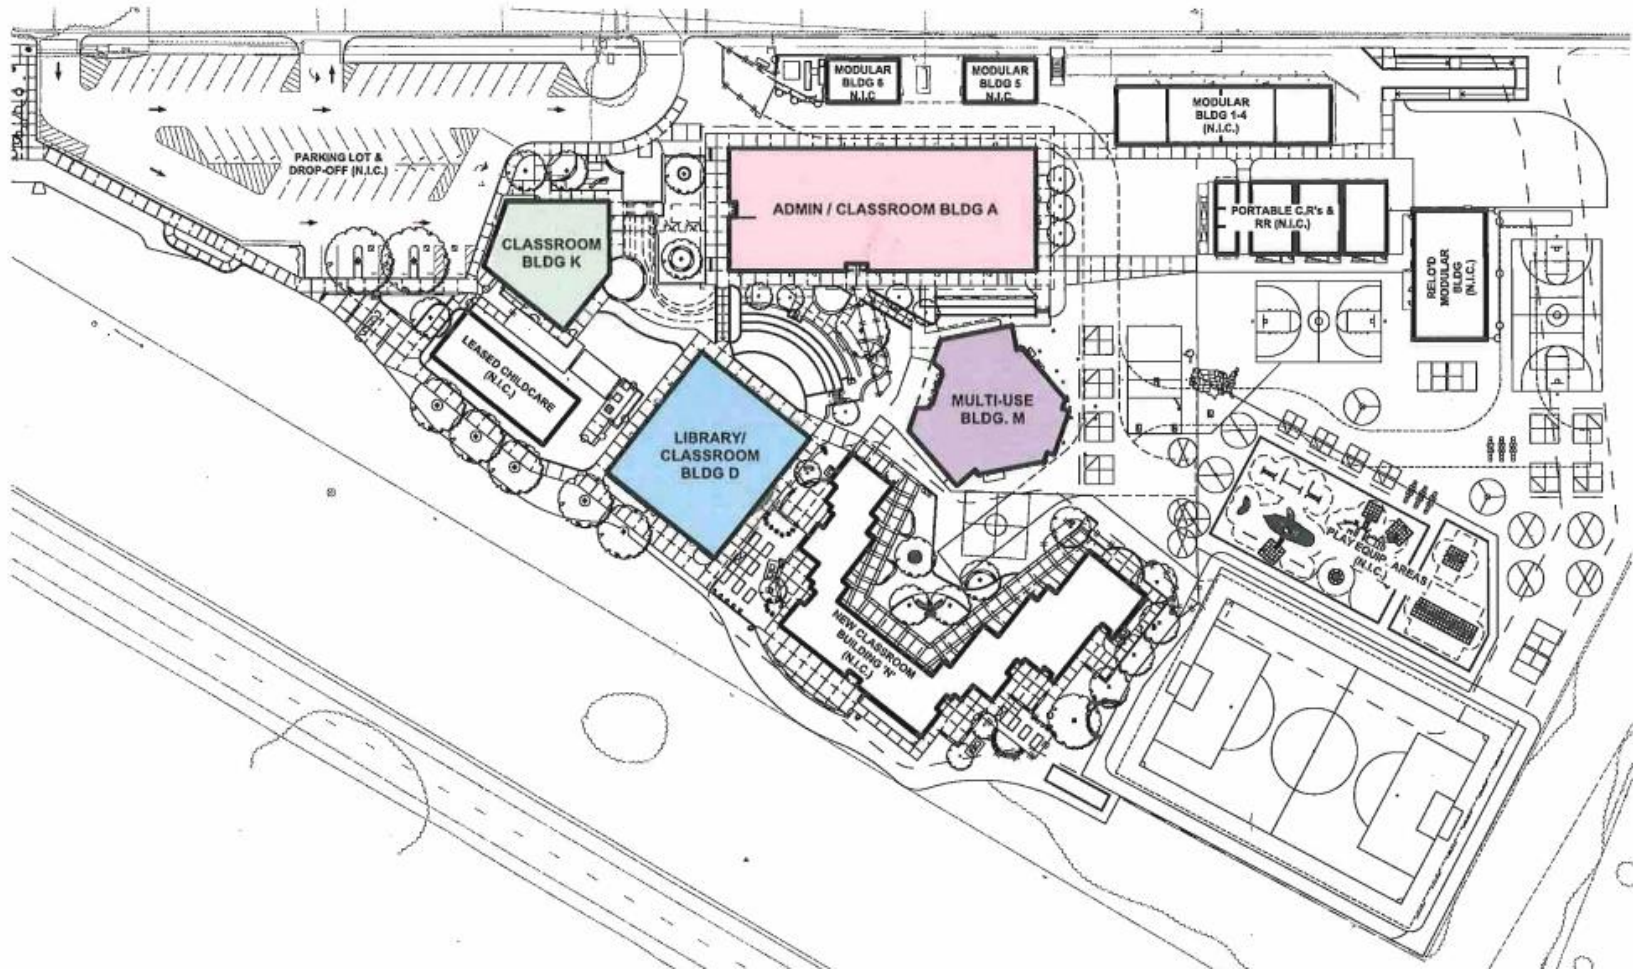 MODULAR
BLDG 6
N.I.C
MODULAR
BLDG 5
N.I.C.
MODULAR
BLDG 1-4
(N.I.C.)
PARKING LOT &
DROP-OFF (N.I.C.)
ADMIN / CLASSROOM BLDG A
PORTABLE C.R's &
RR (N.I.C.)
CLASSROOM
BLDG K
RELO'D
MODULAR
BLDG
(N.I.C.)
LEASED CHILDCARE
(N.I.C.)
MULTI-USE
BLDG. M
LIBRARY/
CLASSROOM
BLDG D
PLAY EQUIP AREAS
(N.I.C.)
NEW CLASSROOM
BUILDING 'N'
(N.I.C.)